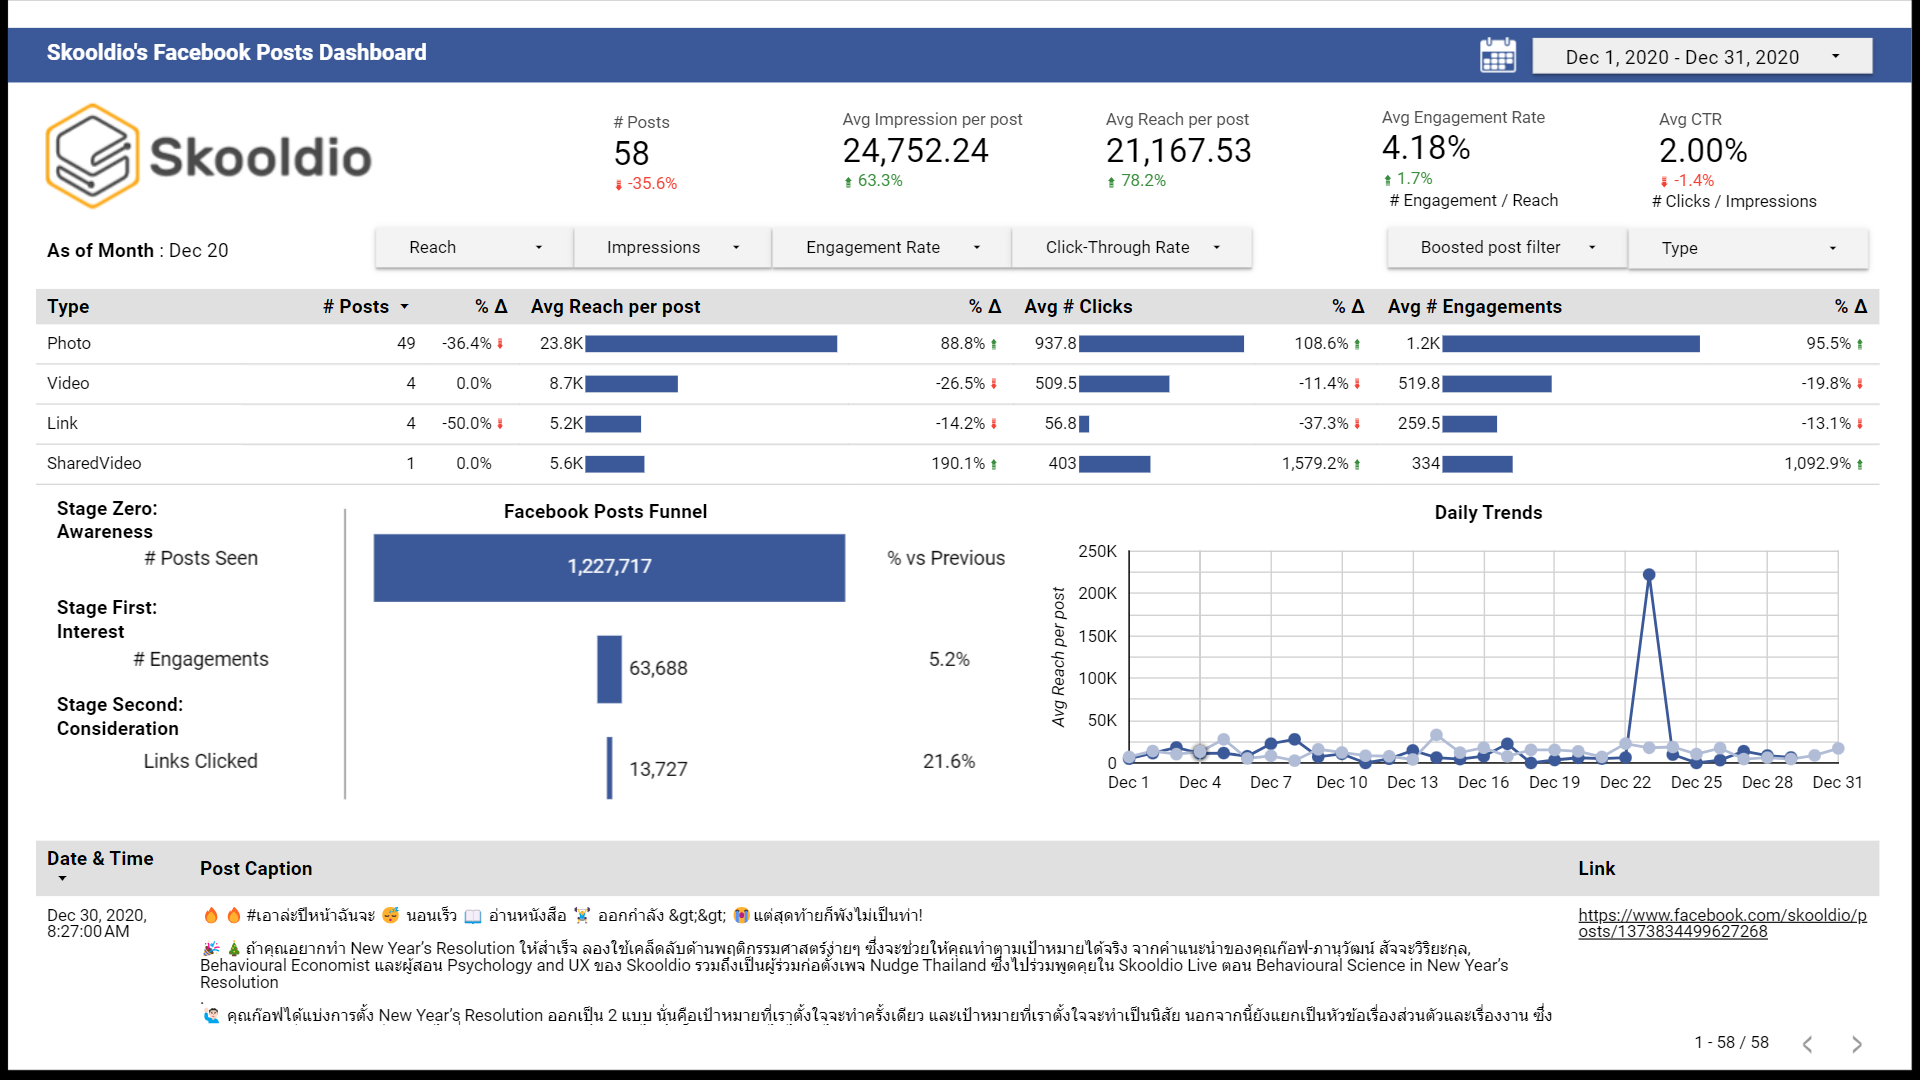 Skooldio's Facebook Posts Dashboard
Dec 1, 2020 - Dec 31, 2020
Skooldio
# Posts
58
-35.6%
Avg Impression per post
24,752.24
63.3%
Avg Reach per post
21,167.53
78.2%
Avg Engagement Rate
4.18%
1.7%
# Engagement / Reach
Avg CTR
2.00%
-1.4%
# Clicks / Impressions
As of Month : Dec 20
Reach
Impressions
Engagement Rate
Click-Through Rate
Boosted post filter
Type
Type # Posts % Δ Avg Reach per post % Δ Avg # Clicks % Δ Avg # Engagements % Δ
Photo 49 -36.4% 23.8K 88.8% 937.8 108.6% 1.2K 95.5%
Video 4 0.0% 8.7K -26.5% 509.5 -11.4% 519.8 -19.8%
Link 4 -50.0% 5.2K -14.2% 56.8 -37.3% 259.5 -13.1%
SharedVideo 1 0.0% 5.6K 190.1% 403 1,579.2% 334 1,092.9%
Stage Zero:
Awareness
# Posts Seen
Stage First:
Interest
# Engagements
Stage Second:
Consideration
Links Clicked
Facebook Posts Funnel
1,227,717
% vs Previous
63,688
5.2%
13,727
21.6%
Daily Trends
Avg Reach per post
250K
200K
150K
100K
50K
0
Dec 1 Dec 4 Dec 7 Dec 10 Dec 13 Dec 16 Dec 19 Dec 22 Dec 25 Dec 28 Dec 31
Date & Time
Post Caption
Link
Dec 30, 2020,
8:27:00 AM
🔥 🔥 #เอาล่ะปีหน้าฉันจะ 😴 นอนเร็ว 📖 อ่านหนังสือ 🏋️ ออกกำลัง &gt;&gt; 😭 แต่สุดท้ายก็พังไม่เป็นท่า!
🎉 🎄 ถ้าคุณอยากทำ New Year's Resolution ให้สำเร็จ ลองใช้เคล็ดลับด้านพฤติกรรมศาสตร์ง่ายๆ ซึ่งจะช่วยให้คุณทำตามเป้าหมายได้จริง จากคำแนะนำของคุณก๊อฟ-ภานุวัฒน์ สัจจะวิริยะกุล,
Behavioural Economist และผู้สอน Psychology and UX ของ Skooldio รวมถึงเป็นผู้ร่วมก่อตั้งเพจ Nudge Thailand ซึ่งไปร่วมพูดคุยใน Skooldio Live ตอน Behavioural Science in New Year's
Resolution
.
🙋 คุณก๊อฟได้แบ่งการตั้ง New Year's Resolution ออกเป็น 2 แบบ นั่นคือเป้าหมายที่เราตั้งใจจะทำครั้งเดียว และเป้าหมายที่เราตั้งใจจะทำเป็นนิสัย นอกจากนี้ยังแยกเป็นหัวข้อเรื่องส่วนตัวและเรื่องงาน ซึ่ง
https://www.facebook.com/skooldio/p
osts/1373834499627268
1 - 58 / 58